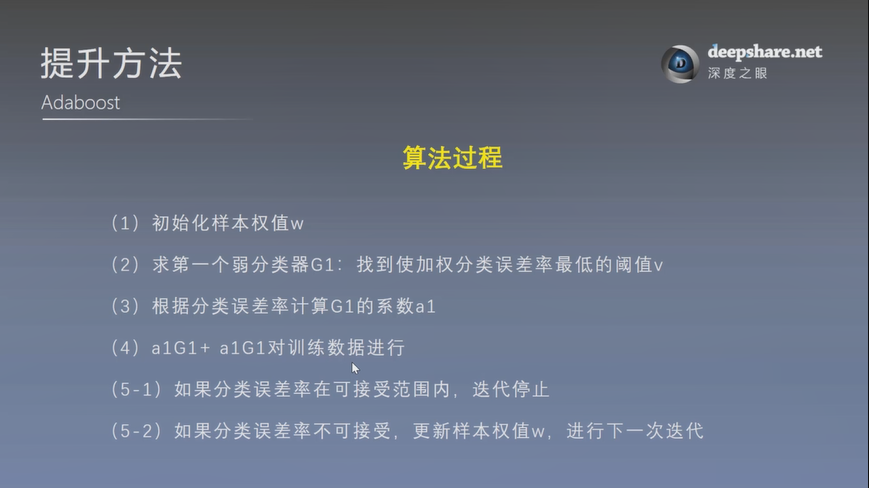 提升方法
Adaboost
deepshare.net
深度之眼
算法过程
（1）初始化样本权值w
（2）求第一个弱分类器G1：找到使加权分类误差率最低的阈值v
（3）根据分类误差率计算G1的系数a1
（4）a1G1+ a1G1对训练数据进行
（5-1）如果分类误差率在可接受范围内，迭代停止
（5-2）如果分类误差率不可接受，更新样本权值w，进行下一次迭代